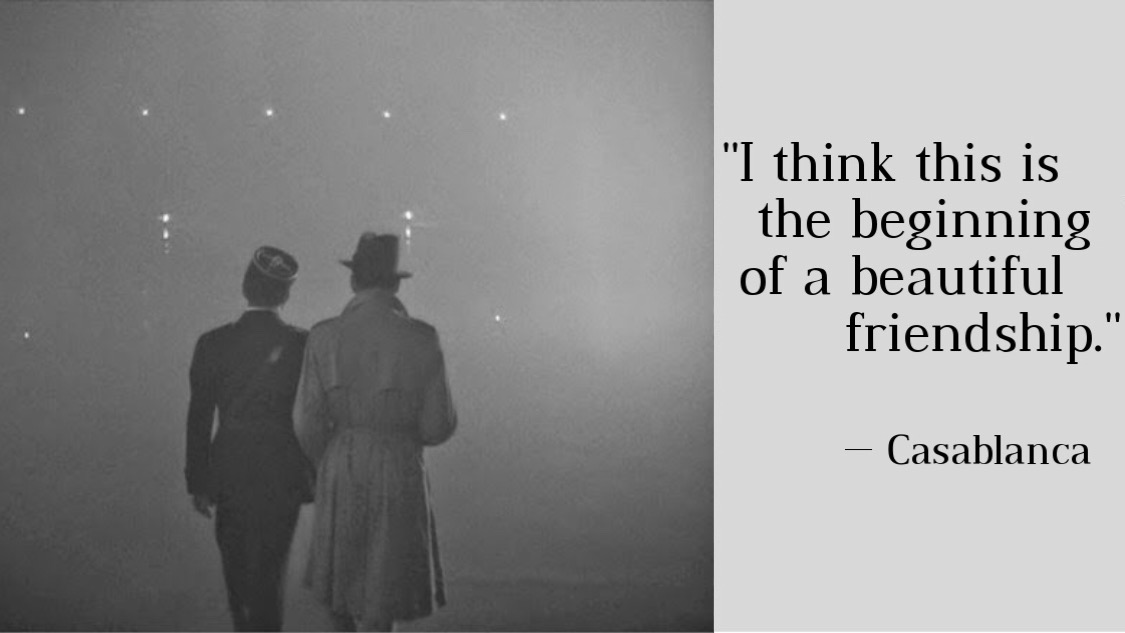 "I think this is
the beginning
of a beautiful
friendship."
— Casablanca